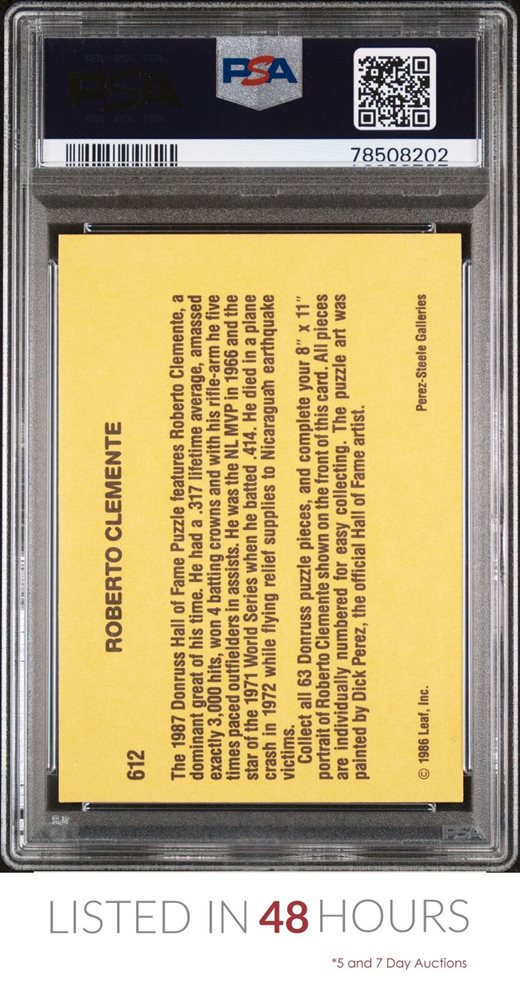 PSA
78508202
612
ROBERTO CLEMENTE
The 1987 Donruss Hall of Fame Puzzle features Roberto Clemente, a
dominant great of his time. He had a .317 lifetime average, amassed
exactly 3,000 hits, won 4 batting crowns and with his rifle-arm he five
times paced outfielders in assists. He was the NL MVP in 1966 and the
star of the 1971 World Series when he batted .414. He died in a plane
crash in 1972 while flying relief supplies to Nicaraguah earthquake
victims.
Collect all 63 Donruss puzzle pieces, and complete your 8" x 11"
portrait of Roberto Clemente shown on the front of this card. All pieces
are individually numbered for easy collecting. The puzzle art was
painted by Dick Perez, the official Hall of Fame artist.
© 1986 Leaf, Inc.
Perez-Steele Galleries
PSA
LISTED IN 48 HOURS
*5 and 7 Day Auctions